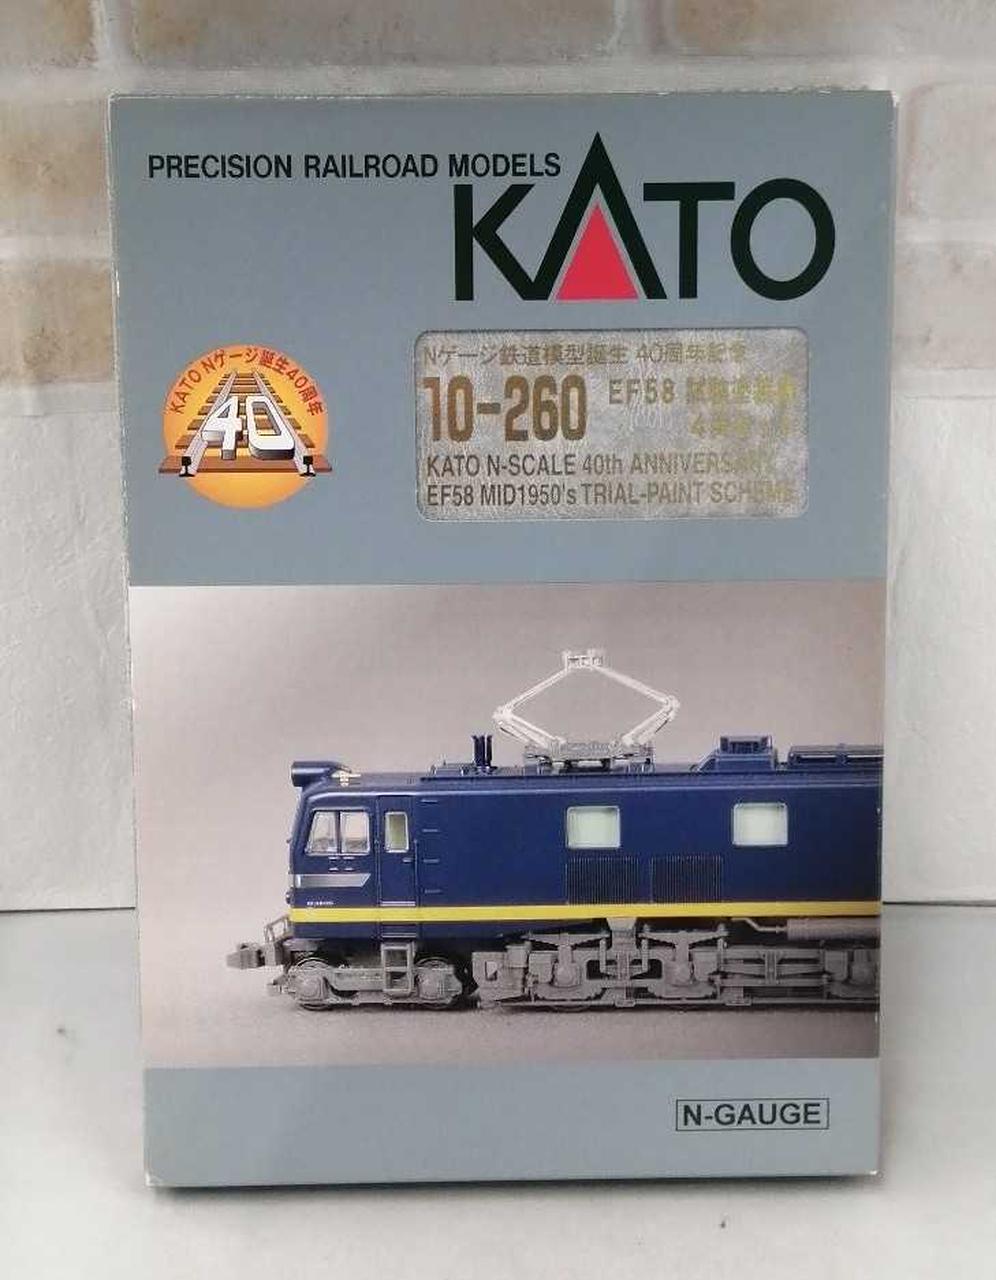 PRECISION RAILROAD MODELS
KATO
KATO Nゲージ誕生40周年
40
Nゲージ鉄道模型誕生 40周年記念
10-260 EF58 試験塗装機
4両セット
KATO N-SCALE 40th ANNIVERSARY
EF58 MID1950's TRIAL-PAINT SCHEME
N-GAUGE